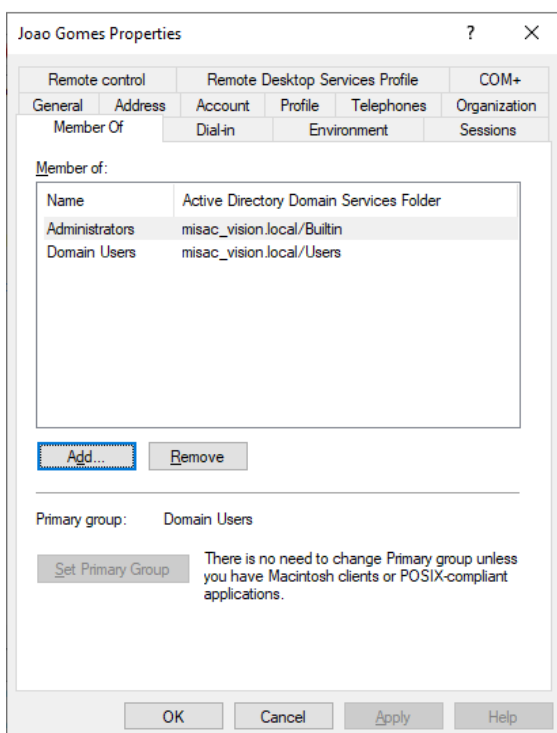 Joao Gomes Properties ? ×
Remote control Remote Desktop Services Profile COM+
General Address Account Profile Telephones Organization
Member Of Dial-in Environment Sessions
Member of:
Name Active Directory Domain Services Folder
Administrators misac_vision.local/Builtin
Domain Users misac_vision.local/Users
Add... Remove
Primary group: Domain Users
Set Primary Group
There is no need to change Primary group unless
you have Macintosh clients or POSIX-compliant
applications.
OK Cancel Apply Help